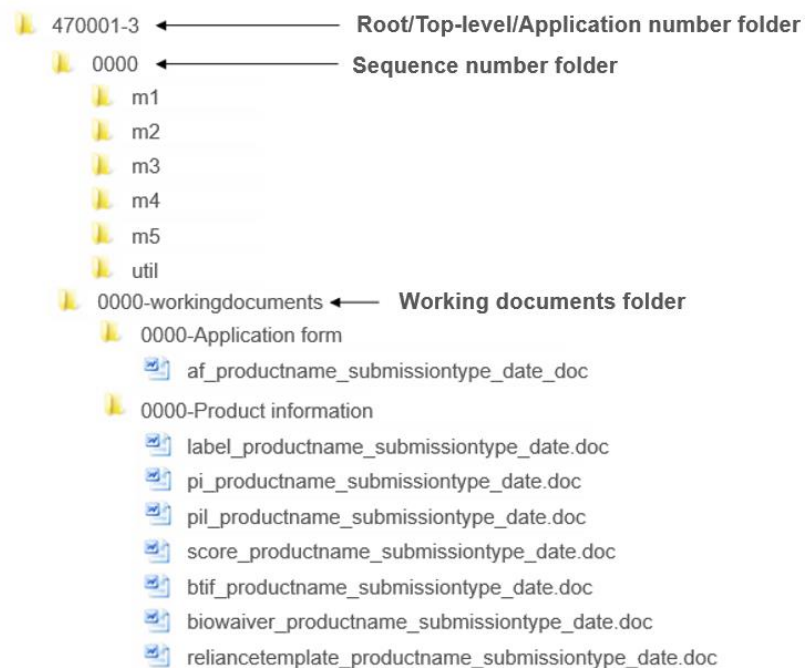 470001-3 Root/Top-level/Application number folder
0000 Sequence number folder
m1
m2
m3
m4
m5
util
0000-workingdocuments Working documents folder
0000-Application form
af_productname_submissiontype_date_doc
0000-Product information
label_productname_submissiontype_date.doc
pi_productname_submissiontype_date.doc
pil_productname_submissiontype_date.doc
score_productname_submissiontype_date.doc
btif_productname_submissiontype_date.doc
biowaiver_productname_submissiontype_date.doc
reliancetemplate_productname_submissiontype_date.doc